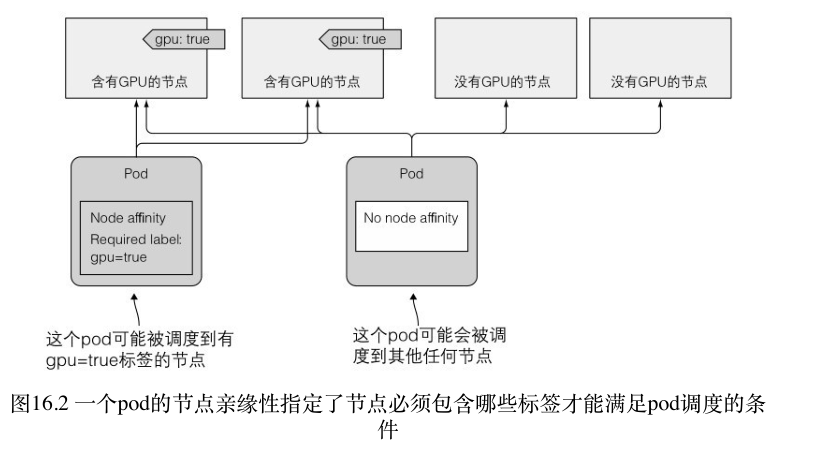 gpu: true
gpu: true
含有GPU的节点
含有GPU的节点
没有GPU的节点
没有GPU的节点
Pod
Node affinity
Required label:
gpu=true
Pod
No node affinity
这个pod可能被调度到有
gpu=true标签的节点
这个pod可能会被调
度到其他任何节点
图16.2 一个pod的节点亲缘性指定了节点必须包含哪些标签才能满足pod调度的条
件